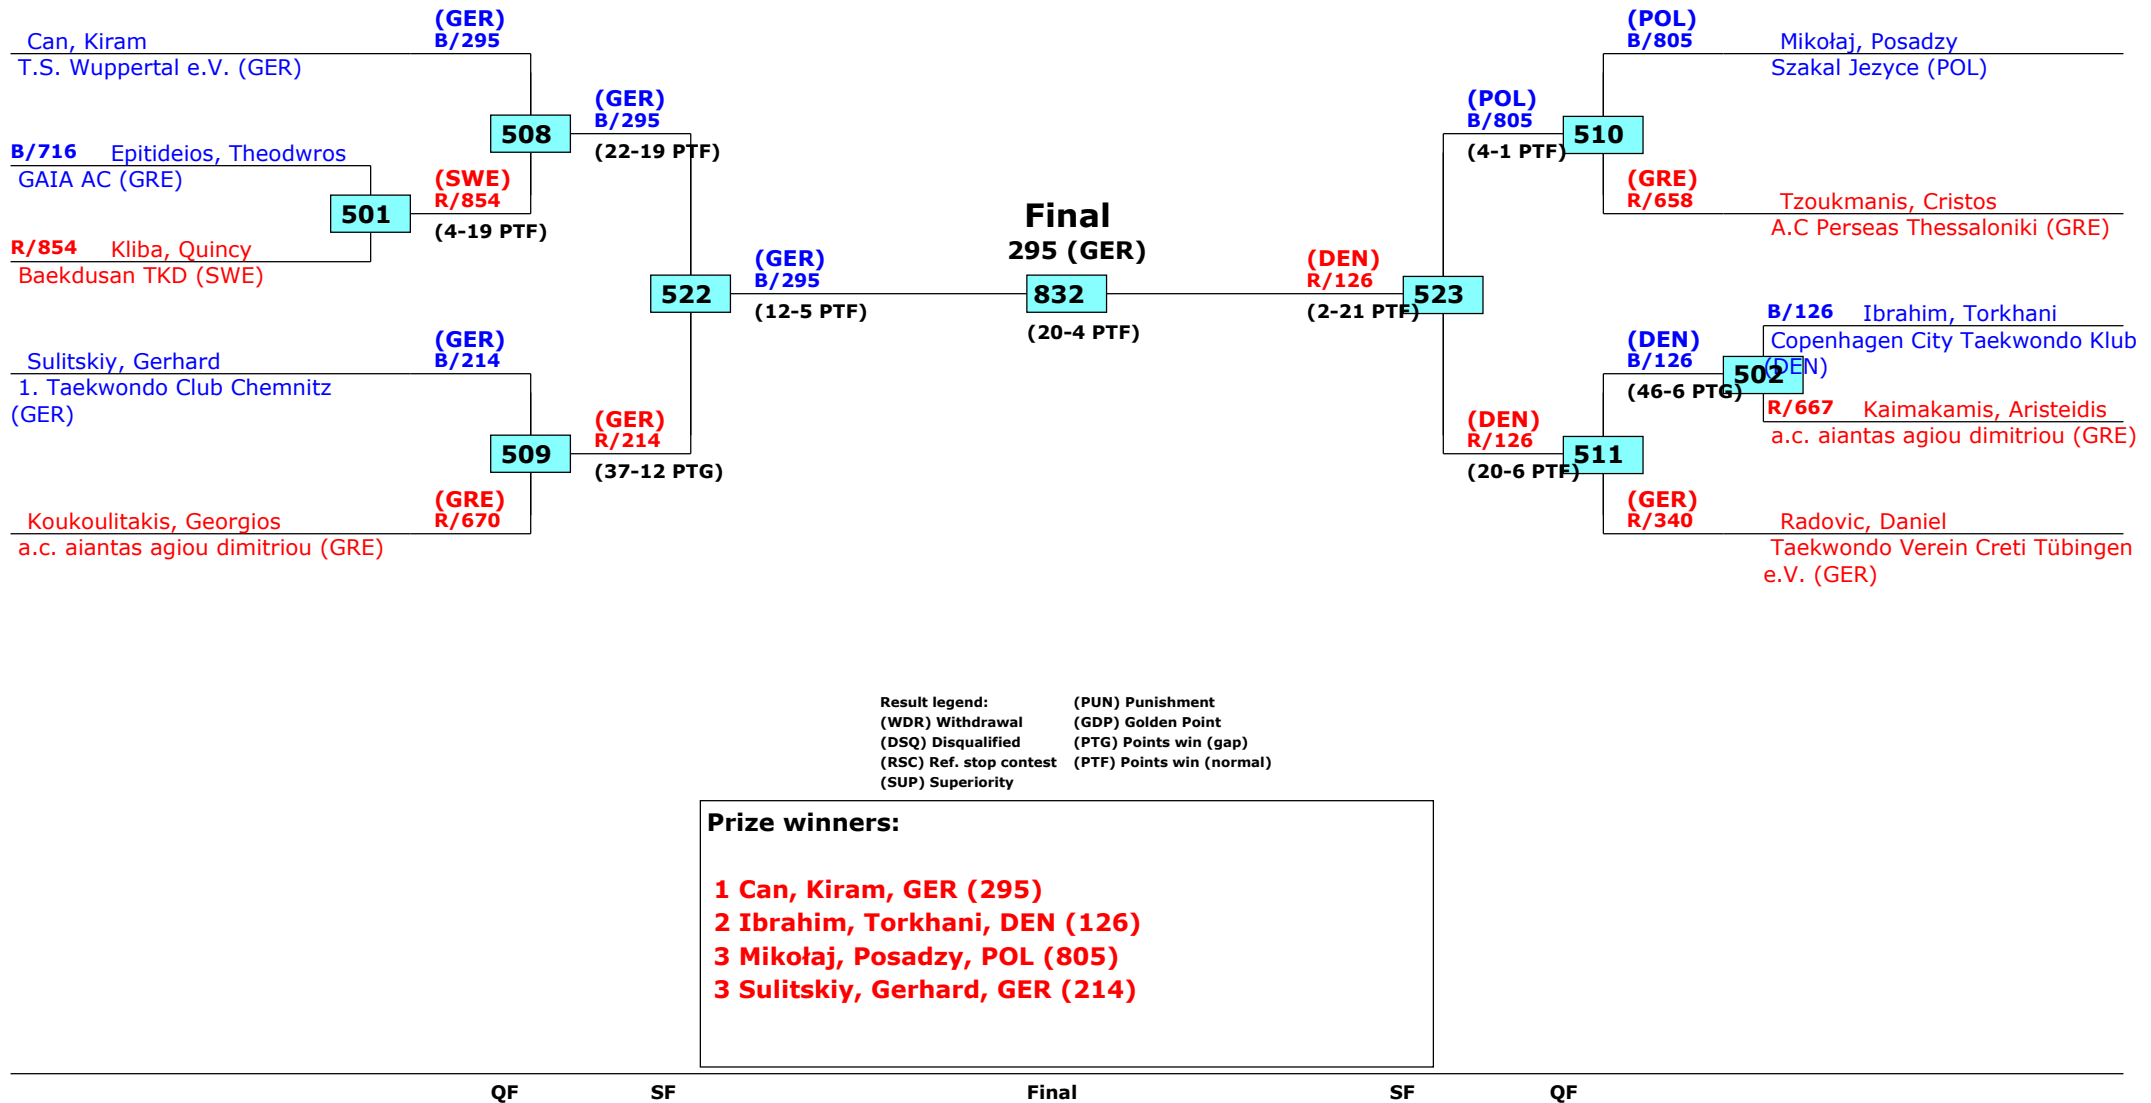 (GER)
B/295
Can, Kiram
T.S. Wuppertal e.V. (GER)
(GER)
B/295
508
(22-19 PTF)
B/716 Epitideios, Theodwros
GAIA AC (GRE)
(SWE)
R/854
501
(4-19 PTF)
R/854 Kliba, Quincy
Baekdusan TKD (SWE)
(GER)
B/295
522
(12-5 PTF)
(GER)
B/214
Sulitskiy, Gerhard
1. Taekwondo Club Chemnitz
(GER)
(GER)
R/214
509
(37-12 PTG)
(GRE)
R/670
Koukoulitakis, Georgios
a.c. aiantas agiou dimitriou (GRE)
Final
295 (GER)
832
(20-4 PTF)
(POL)
B/805
Mikołaj, Posadzy
Szakal Jezyce (POL)
(POL)
B/805
510
(4-1 PTF)
(GRE)
R/658
Tzoukmanis, Cristos
A.C Perseas Thessaloniki (GRE)
(DEN)
R/126
523
(2-21 PTF)
B/126 Ibrahim, Torkhani
Copenhagen City Taekwondo Klub
(DEN)
(DEN)
B/126
502
(46-6 PTG)
R/667 Kaimakamis, Aristeidis
a.c. aiantas agiou dimitriou (GRE)
(DEN)
R/126
511
(20-6 PTF)
(GER)
R/340
Radovic, Daniel
Taekwondo Verein Creti Tübingen
e.V. (GER)
Result legend: (PUN) Punishment
(WDR) Withdrawal (GDP) Golden Point
(DSQ) Disqualified (PTG) Points win (gap)
(RSC) Ref. stop contest (PTF) Points win (normal)
(SUP) Superiority
Prize winners:
1 Can, Kiram, GER (295)
2 Ibrahim, Torkhani, DEN (126)
3 Mikołaj, Posadzy, POL (805)
3 Sulitskiy, Gerhard, GER (214)
QF SF Final SF QF